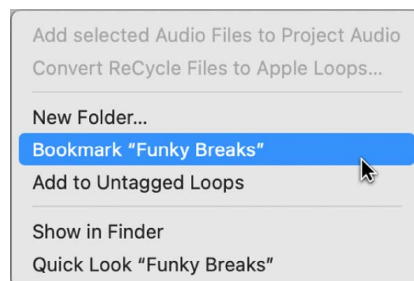 Add selected Audio Files to Project Audio
Convert ReCycle Files to Apple Loops...
New Folder...
Bookmark “Funky Breaks”
Add to Untagged Loops
Show in Finder
Quick Look “Funky Breaks”